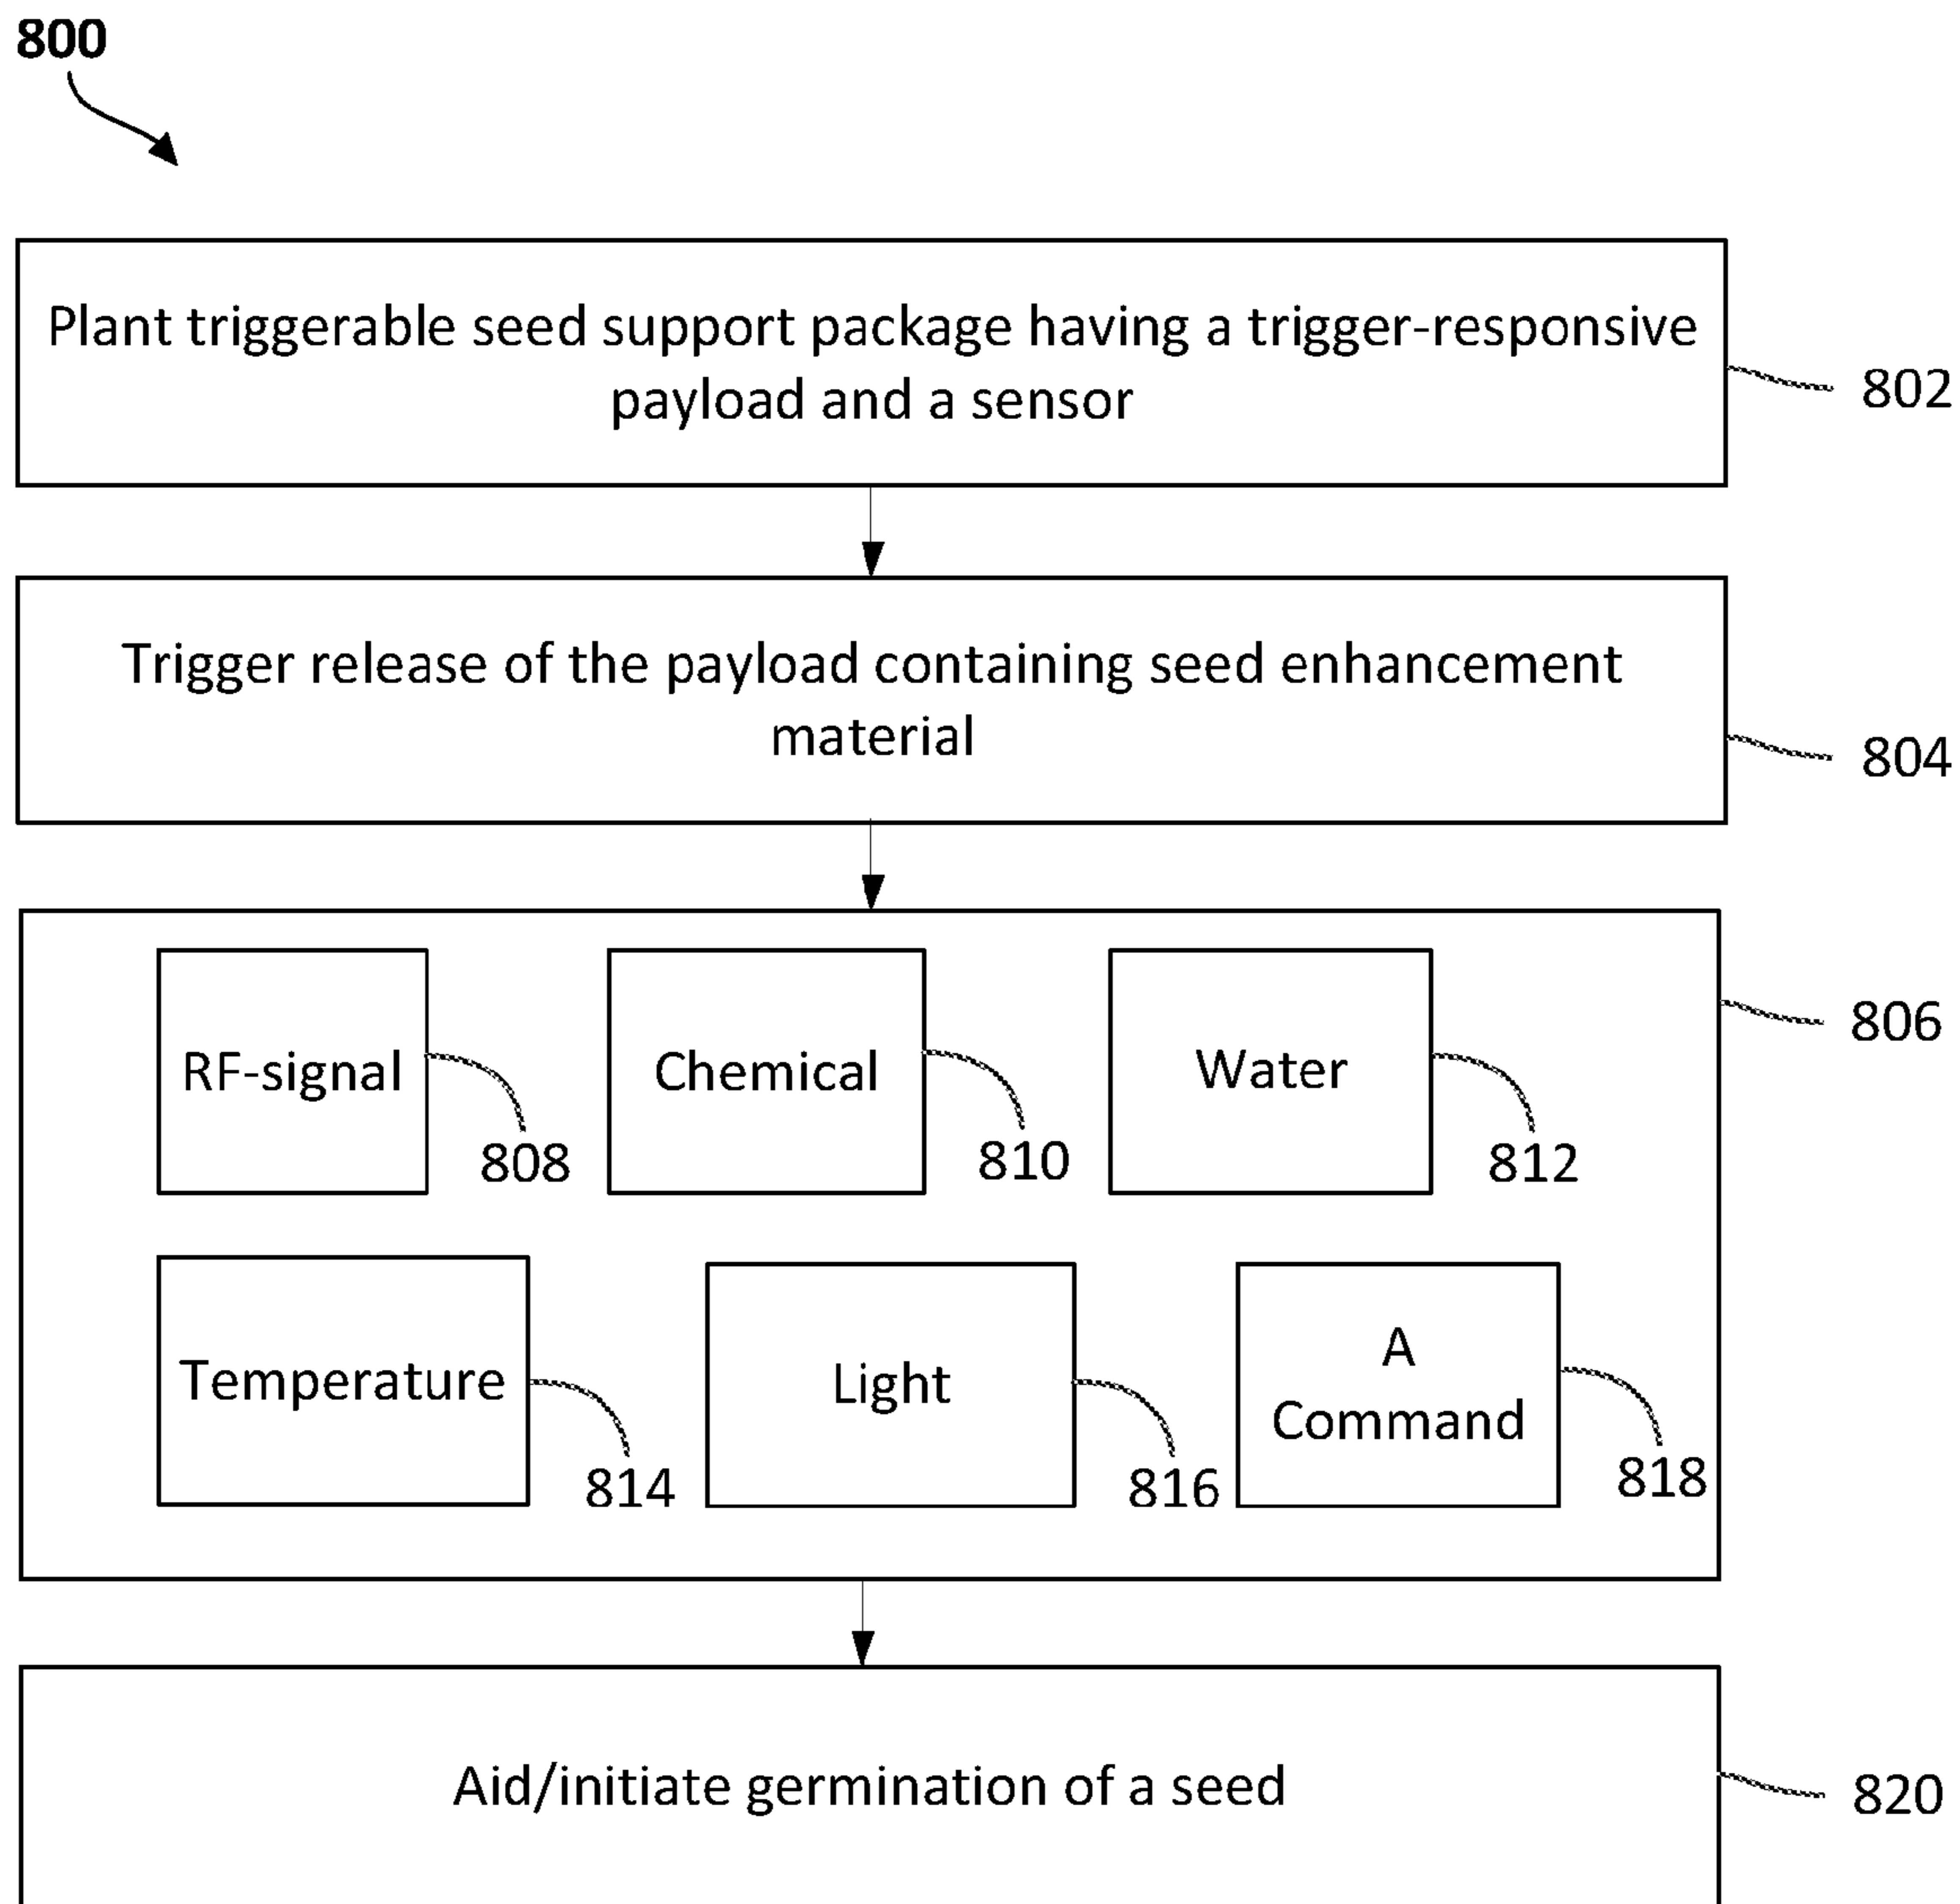 800
Plant triggerable seed support package having a trigger-responsive
payload and a sensor
802
Trigger release of the payload containing seed enhancement
material
804
806
RF-signal
808
Chemical
810
Water
812
Temperature
814
Light
816
A
Command
818
Aid/initiate germination of a seed
820